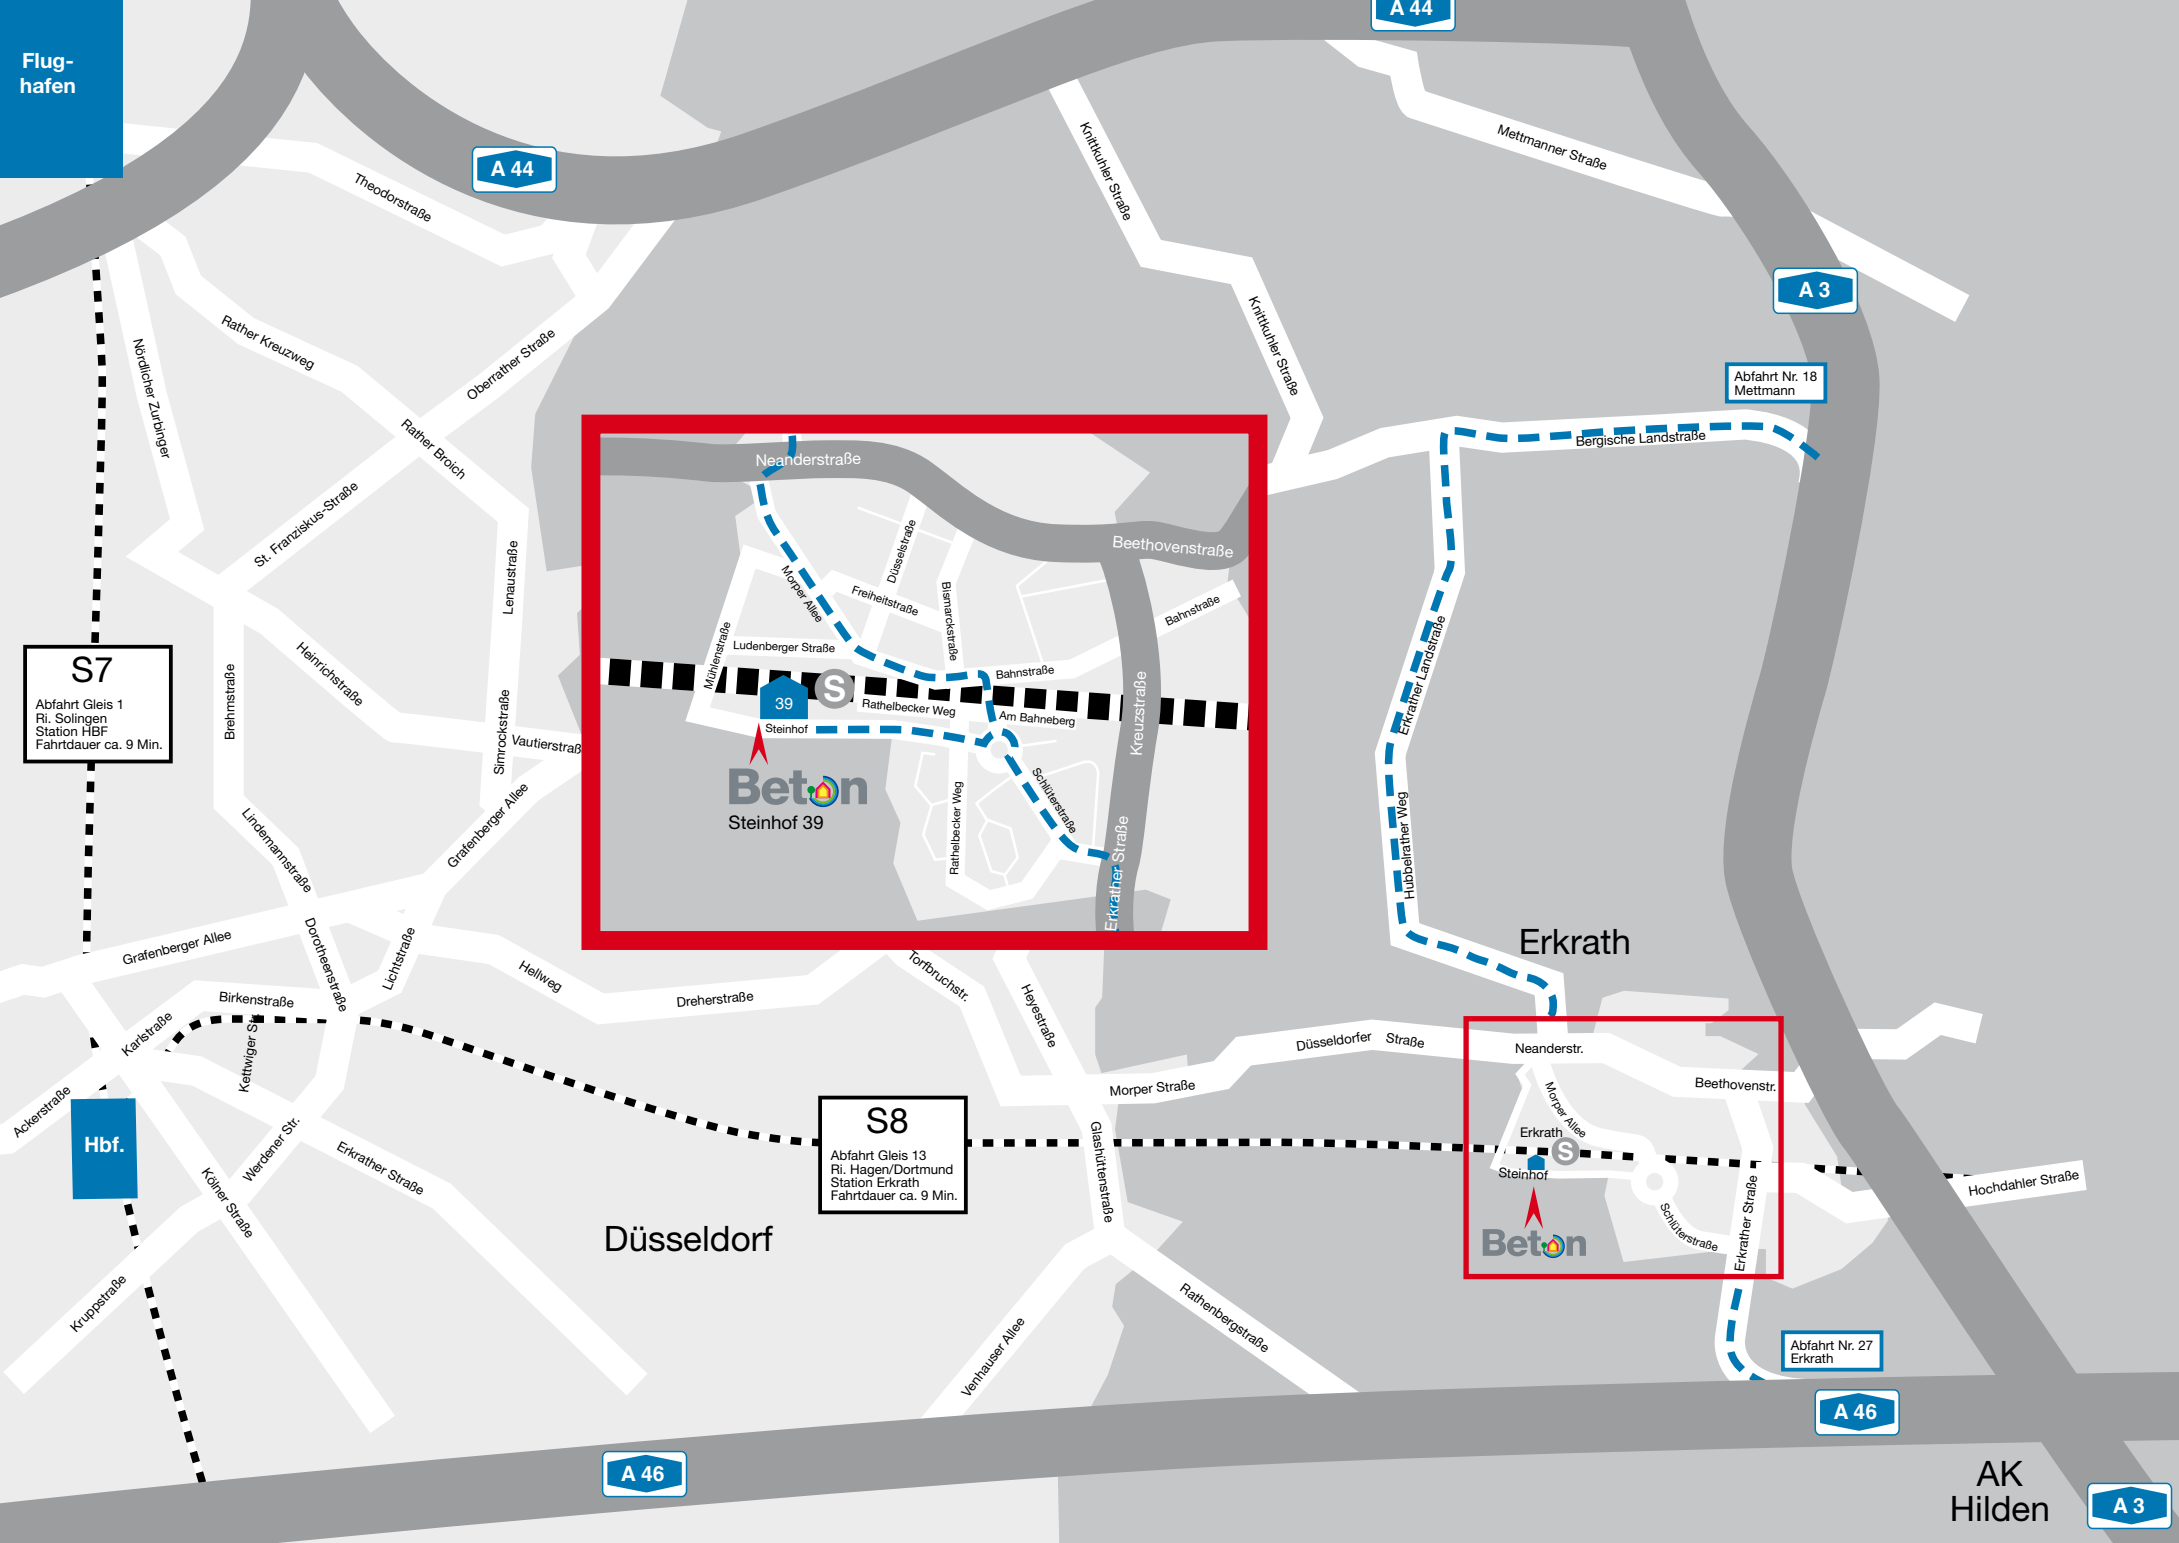 Flug-
hafen
A 44
A 44
A 3
A 46
A 46
A 3
Theodorstraße
Knittkuhler Straße
Mettmanner Straße
Knittkuhler Straße
Nördlicher Zurbinger
Rather Kreuzweg
Oberrather Straße
Rather Broich
St. Franziskus-Straße
Lenaustraße
Abfahrt Nr. 18
Mettmann
Bergische Landstraße
Neanderstraße
Beethovenstraße
Düsselstraße
Morper Allee
Freiheitstraße
Bismarckstraße
Bahnstraße
Mühlenstraße
Ludenberger Straße
Bahnstraße
S
39
Rathelbecker Weg
Am Bahneberg
Kreuzstraße
Steinhof
Beton
Steinhof 39
Schlüterstraße
Rathelbecker Weg
Erkrather Straße
Erkrather Landstraße
Hubbelrather Weg
S7
Abfahrt Gleis 1
Ri. Solingen
Station HBF
Fahrtdauer ca. 9 Min.
Brehmstraße
Heinrichstraße
Simrockstraße
Vautierstraß
Lindemannstraße
Grafenberger Allee
Grafenberger Allee
Dorotheenstraße
Lichtstraße
Hellweg
Dreherstraße
Torfbruchstr.
Heyestraße
Birkenstraße
Karlstraße
Kettwiger St
Ackerstraße
Hbf.
Werdener Str.
Erkrather Straße
Kölner Straße
Kruppstraße
Düsseldorf
S8
Abfahrt Gleis 13
Ri. Hagen/Dortmund
Station Erkrath
Fahrtdauer ca. 9 Min.
Morper Straße
Düsseldorfer Straße
Glashüttenstraße
Venhauser Allee
Rathenbergstraße
Erkrath
Neanderstr.
Beethovenstr.
Morper Allee
Erkrath
S
Steinhof
Beton
Schlüterstraße
Erkrather Straße
Hochdahler Straße
Abfahrt Nr. 27
Erkrath
AK
Hilden